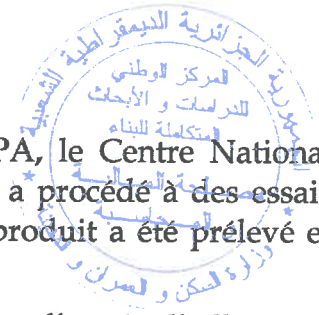 الجمهورية الجزائرية الديمقراطية الشعبية
المركز الوطني
للدراسات و الأبحاث
المتكاملة للبناء
PA, le Centre Nationa
a procédé à des essai
produit a été prélevé e
وزارة السكن و العمران و